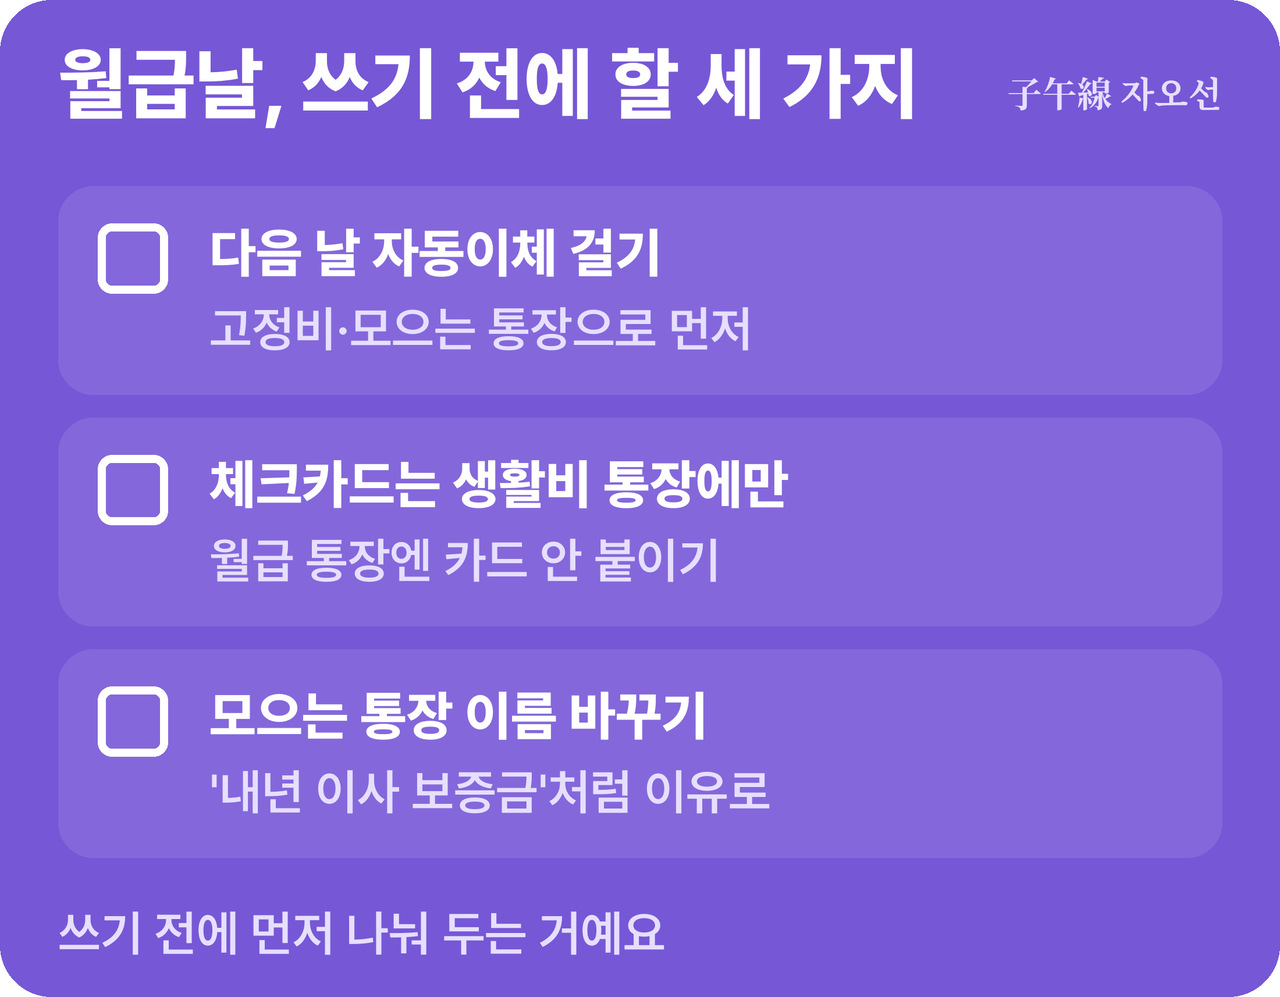 월급날, 쓰기 전에 할 세 가지
子午線 자오선
다음 날 자동이체 걸기
고정비·모으는 통장으로 먼저
체크카드는 생활비 통장에만
월급 통장엔 카드 안 붙이기
모으는 통장 이름 바꾸기
'내년 이사 보증금'처럼 이유로
쓰기 전에 먼저 나눠 두는 거예요